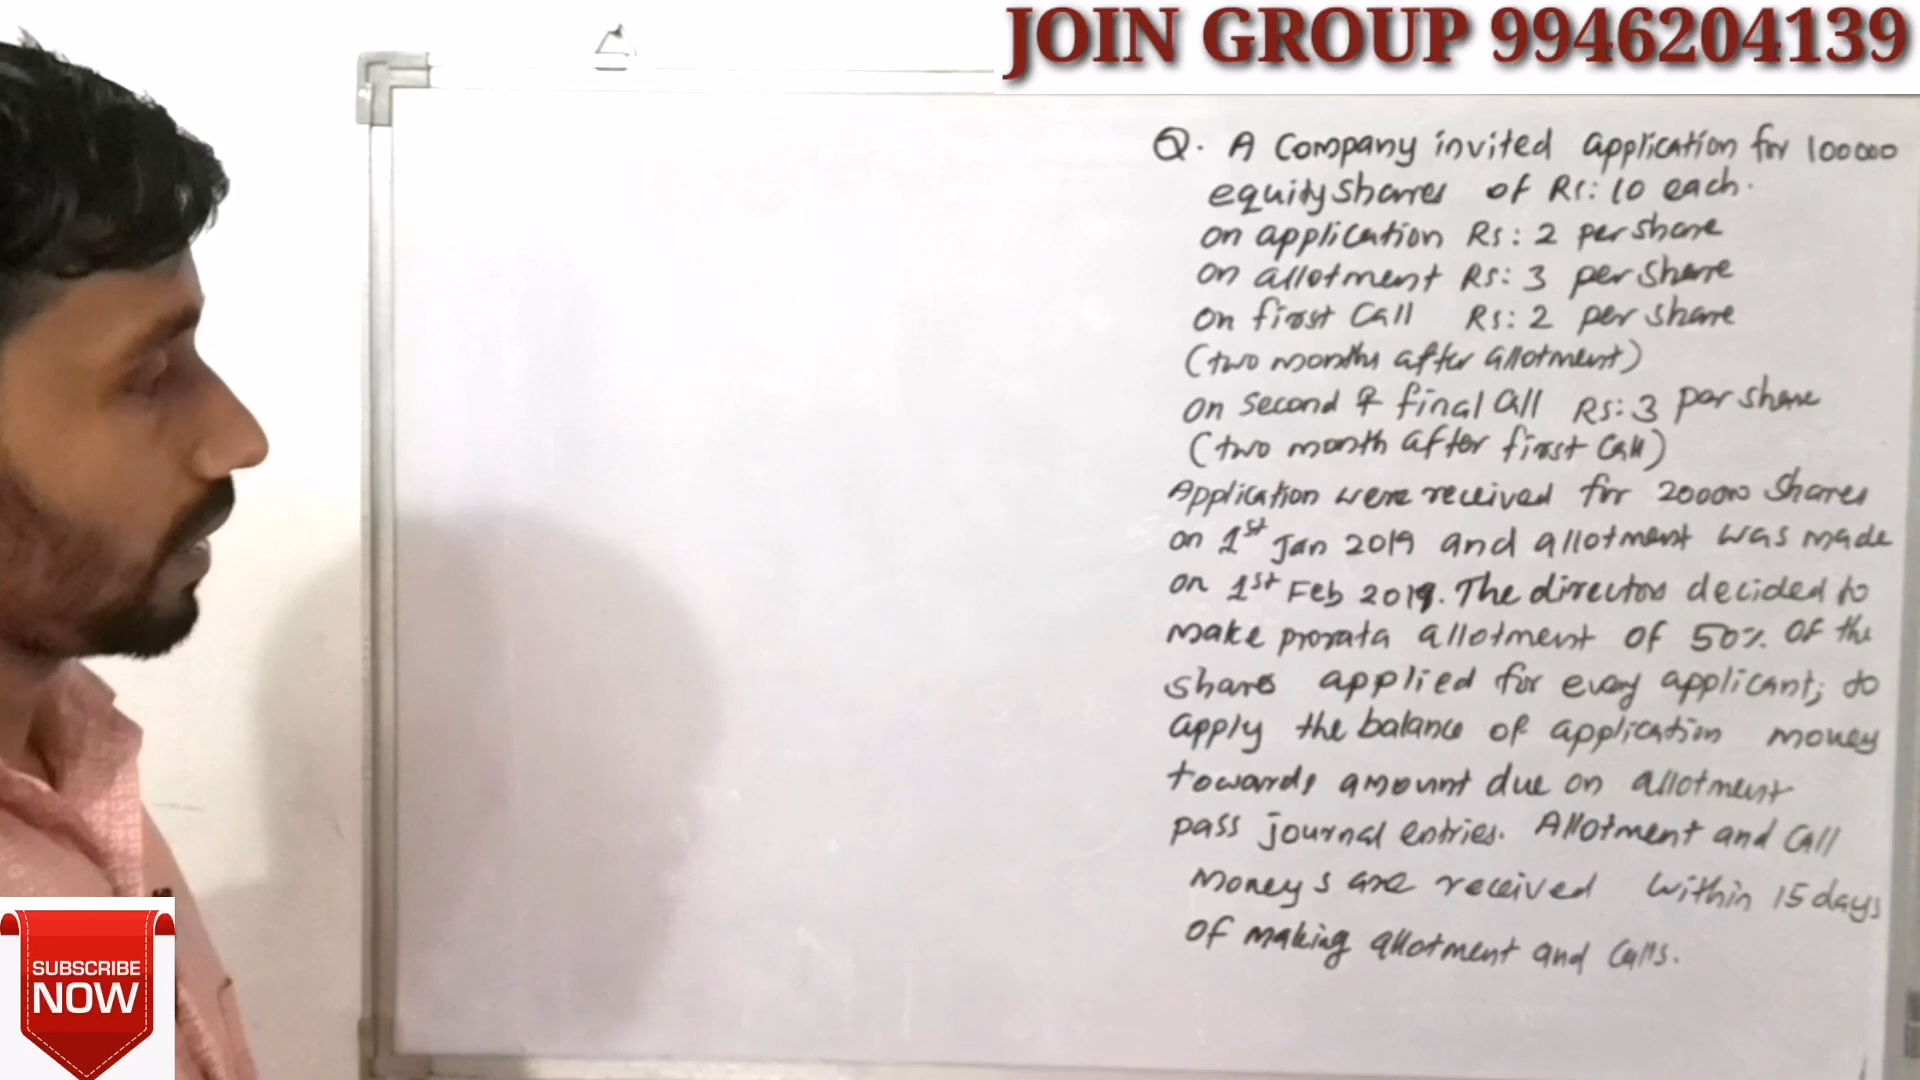 JOIN GROUP 9946204139
Q. A Company invited application for 100000
equity shares of Rs: 10 each.
on application Rs: 2 per share
on allotment Rs: 3 per share
on first Call Rs: 2 per share
(two months after allotment)
on Second & final Call Rs: 3 per share
(two month after first Call)
Application were received for 200000 Shares
on 1st Jan 2019 and allotment was made
on 1st Feb 2019. The directors decided to
make prorata allotment of 50% of the
shares applied for every applicant; to
apply the balance of application money
towards amount due on allotment
pass journal entries. Allotment and Call
moneys are received within 15 days
of making allotment and Calls.
SUBSCRIBE
NOW